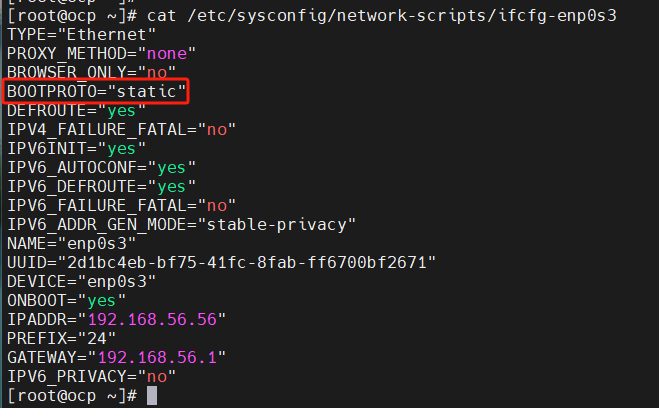 [root@ocp ~]#
[root@ocp ~]# cat /etc/sysconfig/network-scripts/ifcfg-enp0s3
TYPE="Ethernet"
PROXY_METHOD="none"
BROWSER_ONLY="no"
BOOTPROTO="static"
DEFROUTE="yes"
IPV4_FAILURE_FATAL="no"
IPV6INIT="yes"
IPV6_AUTOCONF="yes"
IPV6_DEFROUTE="yes"
IPV6_FAILURE_FATAL="no"
IPV6_ADDR_GEN_MODE="stable-privacy"
NAME="enp0s3"
UUID="2d1bc4eb-bf75-41fc-8fab-ff6700bf2671"
DEVICE="enp0s3"
ONBOOT="yes"
IPADDR="192.168.56.56"
PREFIX="24"
GATEWAY="192.168.56.1"
IPV6_PRIVACY="no"
[root@ocp ~]#